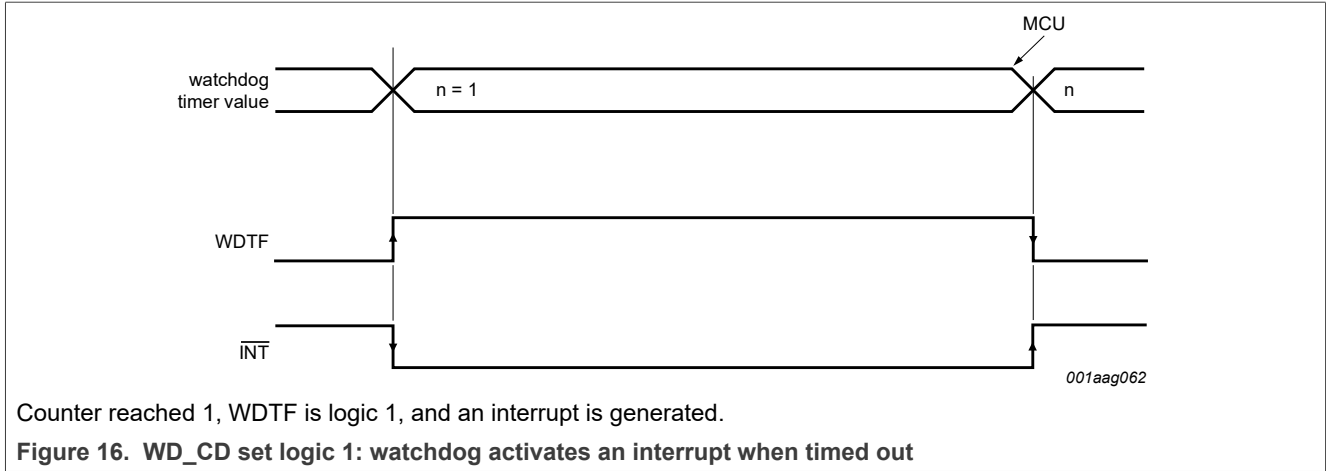 MCU
watchdog
timer value
n = 1
n
WDTF
INT
001aag062
Counter reached 1, WDTF is logic 1, and an interrupt is generated.
Figure 16. WD_CD set logic 1: watchdog activates an interrupt when timed out